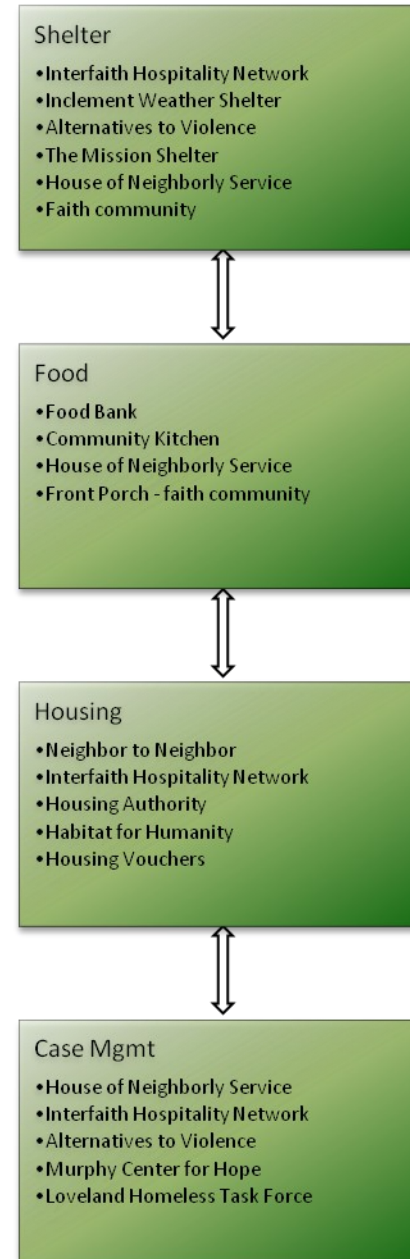 Shelter
•Interfaith Hospitality Network
•Inclement Weather Shelter
•Alternatives to Violence
•The Mission Shelter
•House of Neighborly Service
•Faith community
Food
•Food Bank
•Community Kitchen
•House of Neighborly Service
•Front Porch - faith community
Housing
•Neighbor to Neighbor
•Interfaith Hospitality Network
•Housing Authority
•Habitat for Humanity
•Housing Vouchers
Case Mgmt
•House of Neighborly Service
•Interfaith Hospitality Network
•Alternatives to Violence
•Murphy Center for Hope
•Loveland Homeless Task Force